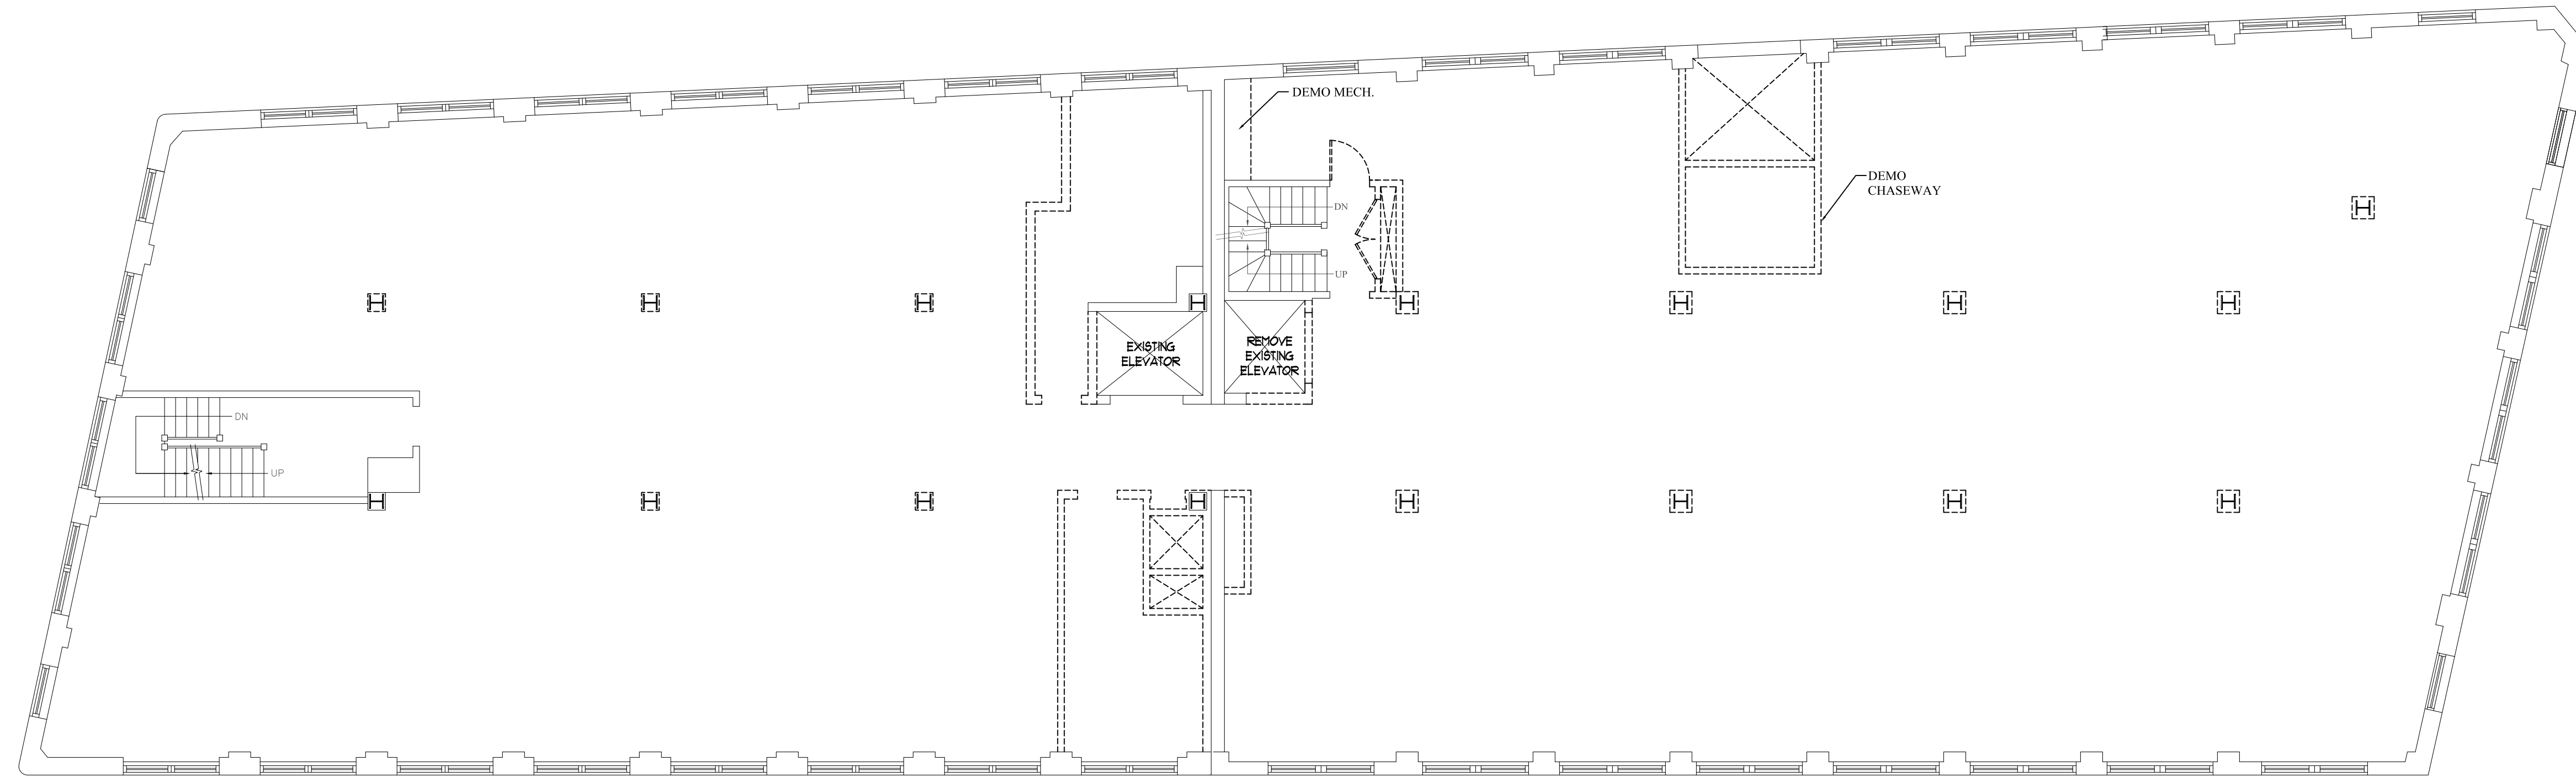 DEMO MECH.
DEMO
CHASEWAY
DN
UP
EXISTING
ELEVATOR
REMOVE
EXISTING
ELEVATOR
DN
UP